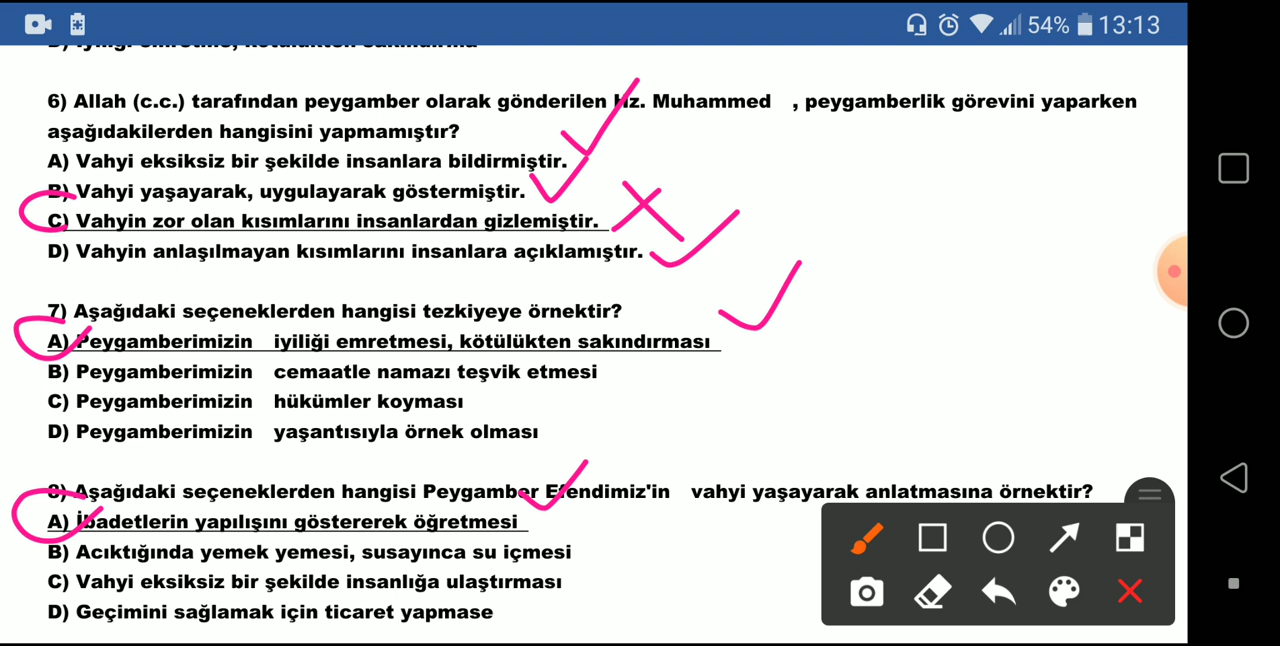 54% 13:13
6) Allah (c.c.) tarafından peygamber olarak gönderilen Hz. Muhammed , peygamberlik görevini yaparken
aşağıdakilerden hangisini yapmamıştır?
A) Vahyi eksiksiz bir şekilde insanlara bildirmiştir.
B) Vahyi yaşayarak, uygulayarak göstermiştir.
C) Vahyin zor olan kısımlarını insanlardan gizlemiştir.
D) Vahyin anlaşılmayan kısımlarını insanlara açıklamıştır.
7) Aşağıdaki seçeneklerden hangisi tezkiyeye örnektir?
A) Peygamberimizin iyiliği emretmesi, kötülükten sakındırması
B) Peygamberimizin cemaatle namazı teşvik etmesi
C) Peygamberimizin hükümler koyması
D) Peygamberimizin yaşantısıyla örnek olması
8) Aşağıdaki seçeneklerden hangisi Peygamber Efendimiz'in vahyi yaşayarak anlatmasına örnektir?
A) İbadetlerin yapılışını göstererek öğretmesi
B) Acıktığında yemek yemesi, susayınca su içmesi
C) Vahyi eksiksiz bir şekilde insanlığa ulaştırması
D) Geçimini sağlamak için ticaret yapmase